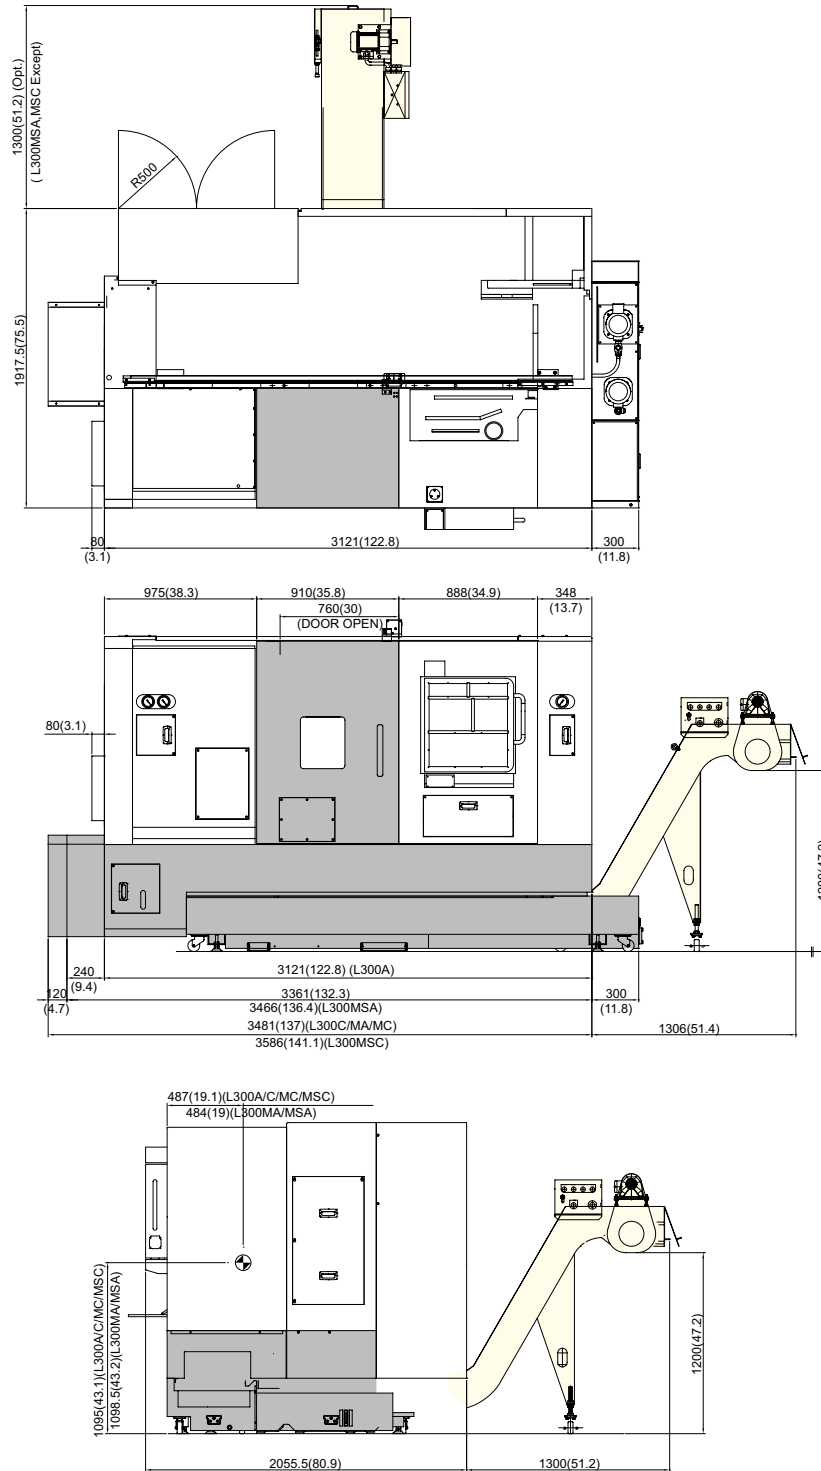 1300(51.2) (Opt.)
( L300MSA,MSC Except)
R500
1917.5(75.5)
80
(3.1)
3121(122.8)
300
(11.8)
975(38.3)
910(35.8)
888(34.9)
348
(13.7)
760(30)
(DOOR OPEN)
80(3.1)
240
(9.4)
3121(122.8) (L300A)
120
(4.7)
3361(132.3)
3466(136.4)(L300MSA)
300
(11.8)
3481(137)(L300C/MA/MC)
3586(141.1)(L300MSC)
1306(51.4)
487(19.1)(L300A/C/MC/MSC)
484(19)(L300MA/MSA)
1095(43.1)(L300A/C/MC/MSC)
1098.5(43.2)(L300MA/MSA)
1200(47.2)
2055.5(80.9)
1300(51.2)